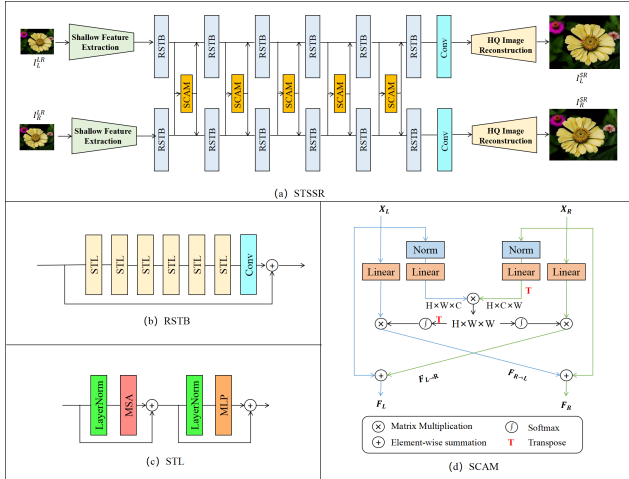 I_L^LR
Shallow Feature
Extraction
RSTB
RSTB
RSTB
RSTB
RSTB
RSTB
Conv
HQ Image
Reconstruction
I_L^SR
SCAM
SCAM
SCAM
SCAM
SCAM
I_R^LR
Shallow Feature
Extraction
RSTB
RSTB
RSTB
RSTB
RSTB
RSTB
Conv
HQ Image
Reconstruction
I_R^SR
(a) STSSR
STL
STL
STL
STL
STL
STL
Conv
+
(b) RSTB
LayerNorm
MSA
+
LayerNorm
MLP
+
(c) STL
X_L
X_R
Norm
Norm
Linear
Linear
Linear
Linear
T
H×W×C
×
H×C×W
T
× ∫ H×W×W ∫ ×
F_L→R
F_R→L
+
+
F_L
F_R
× Matrix Multiplication
∫ Softmax
+ Element-wise summation
T Transpose
(d) SCAM